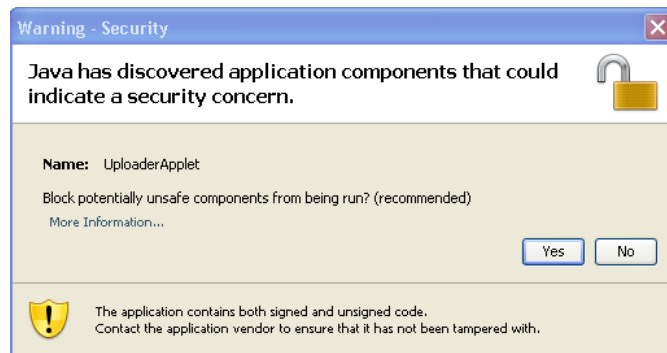 Warning - Security
Java has discovered application components that could
indicate a security concern.
Name: UploaderApplet
Block potentially unsafe components from being run? (recommended)
More Information...
Yes No
The application contains both signed and unsigned code.
Contact the application vendor to ensure that it has not been tampered with.